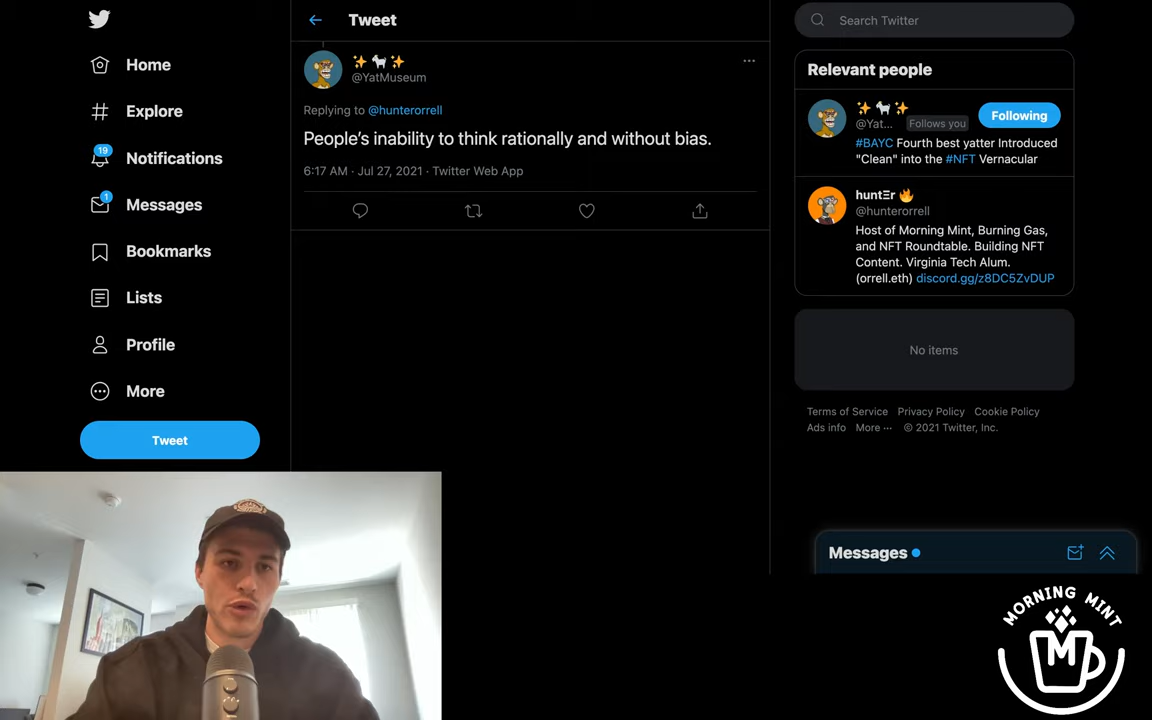 Home
Explore
19
Notifications
1
Messages
Bookmarks
Lists
Profile
More
Tweet
Tweet
✨🐐✨
@YatMuseum
Replying to @hunterorrell
People's inability to think rationally and without bias.
6:17 AM · Jul 27, 2021 · Twitter Web App
Search Twitter
Relevant people
✨🐐✨
@Yat... Follows you
Following
#BAYC Fourth best yatter Introduced
"Clean" into the #NFT Vernacular
huntΞr 🔥
@hunterorrell
Host of Morning Mint, Burning Gas,
and NFT Roundtable. Building NFT
Content. Virginia Tech Alum.
(orrell.eth) discord.gg/z8DC5ZvDUP
No items
Terms of Service Privacy Policy Cookie Policy
Ads info More ··· © 2021 Twitter, Inc.
Messages
MORNING MINT
M